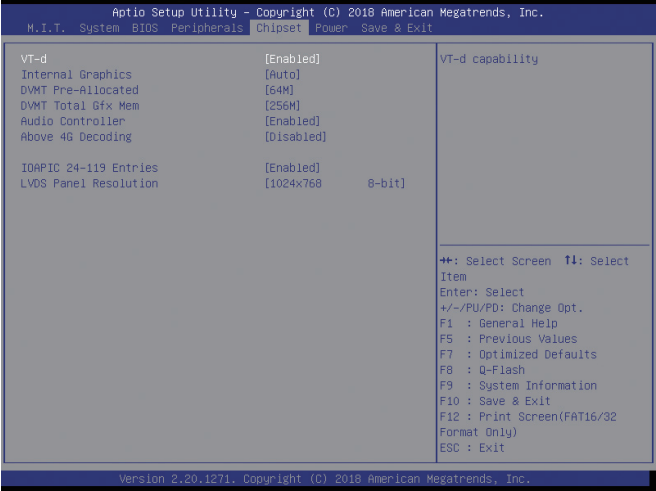 Aptio Setup Utility – Copyright (C) 2018 American Megatrends, Inc.
M.I.T. System BIOS Peripherals Chipset Power Save & Exit
VT-d [Enabled]
Internal Graphics [Auto]
DVMT Pre-Allocated [64M]
DVMT Total Gfx Mem [256M]
Audio Controller [Enabled]
Above 4G Decoding [Disabled]
IOAPIC 24-119 Entries [Enabled]
LVDS Panel Resolution [1024x768 8-bit]
VT-d capability
→←: Select Screen ↑↓: Select
Item
Enter: Select
+/-/PU/PD: Change Opt.
F1 : General Help
F5 : Previous Values
F7 : Optimized Defaults
F8 : Q-Flash
F9 : System Information
F10 : Save & Exit
F12 : Print Screen(FAT16/32
Format Only)
ESC : Exit
Version 2.20.1271. Copyright (C) 2018 American Megatrends, Inc.